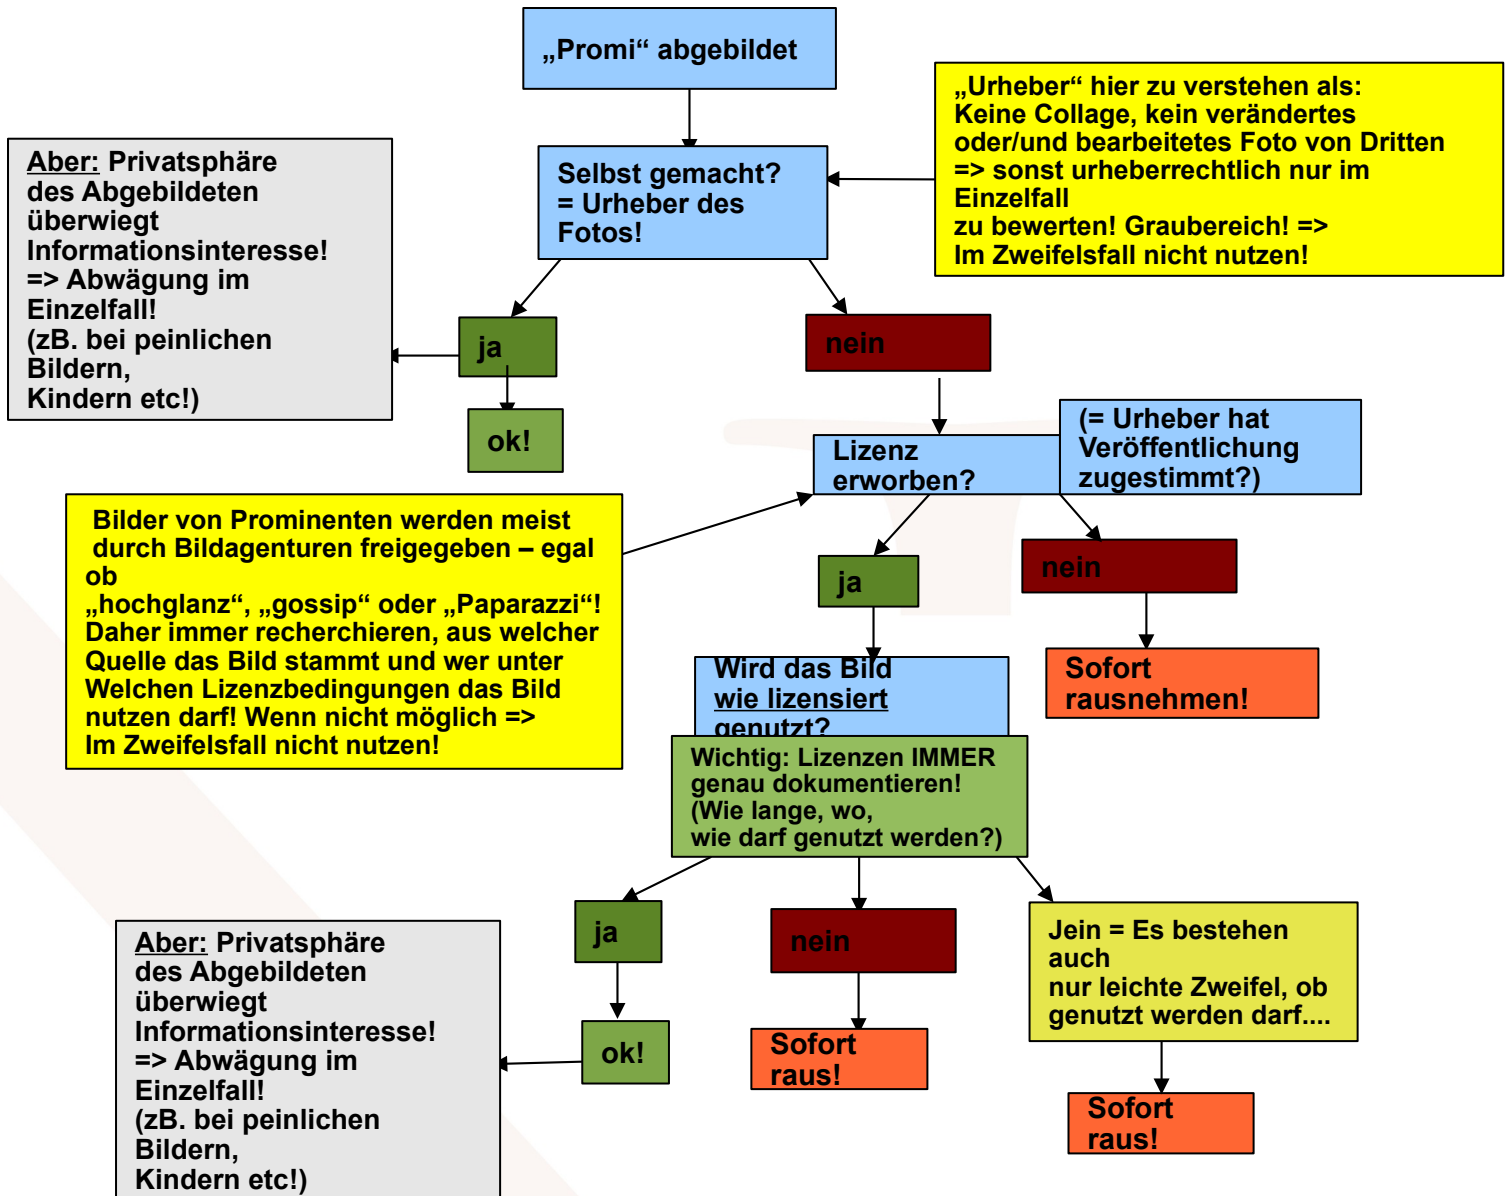 „Promi“ abgebildet
„Urheber“ hier zu verstehen als:
Keine Collage, kein verändertes
oder/und bearbeitetes Foto von Dritten
=> sonst urheberrechtlich nur im
Einzelfall
zu bewerten! Graubereich! =>
Im Zweifelsfall nicht nutzen!
Aber: Privatsphäre
des Abgebildeten
überwiegt
Informationsinteresse!
=> Abwägung im
Einzelfall!
(zB. bei peinlichen
Bildern,
Kindern etc!)
Selbst gemacht?
= Urheber des
Fotos!
ja
nein
ok!
Lizenz
erworben?
(= Urheber hat
Veröffentlichung
zugestimmt?)
Bilder von Prominenten werden meist
durch Bildagenturen freigegeben – egal
ob
„hochglanz“, „gossip“ oder „Paparazzi“!
Daher immer recherchieren, aus welcher
Quelle das Bild stammt und wer unter
Welchen Lizenzbedingungen das Bild
nutzen darf! Wenn nicht möglich =>
Im Zweifelsfall nicht nutzen!
ja
nein
Wird das Bild
wie lizensiert
genutzt?
Sofort
rausnehmen!
Wichtig: Lizenzen IMMER
genau dokumentieren!
(Wie lange, wo,
wie darf genutzt werden?)
ja
nein
Jein = Es bestehen
auch
nur leichte Zweifel, ob
genutzt werden darf....
Aber: Privatsphäre
des Abgebildeten
überwiegt
Informationsinteresse!
=> Abwägung im
Einzelfall!
(zB. bei peinlichen
Bildern,
Kindern etc!)
ok!
Sofort
raus!
Sofort
raus!